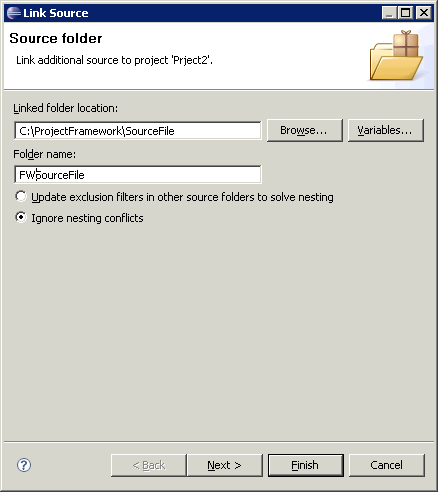 Link Source
Source folder
Link additional source to project 'Prject2'.
Linked folder location:
C:\ProjectFramework\SourceFile
Browse...
Variables...
Folder name:
FWSourceFile
Update exclusion filters in other source folders to solve nesting
Ignore nesting conflicts
?
< Back
Next >
Finish
Cancel